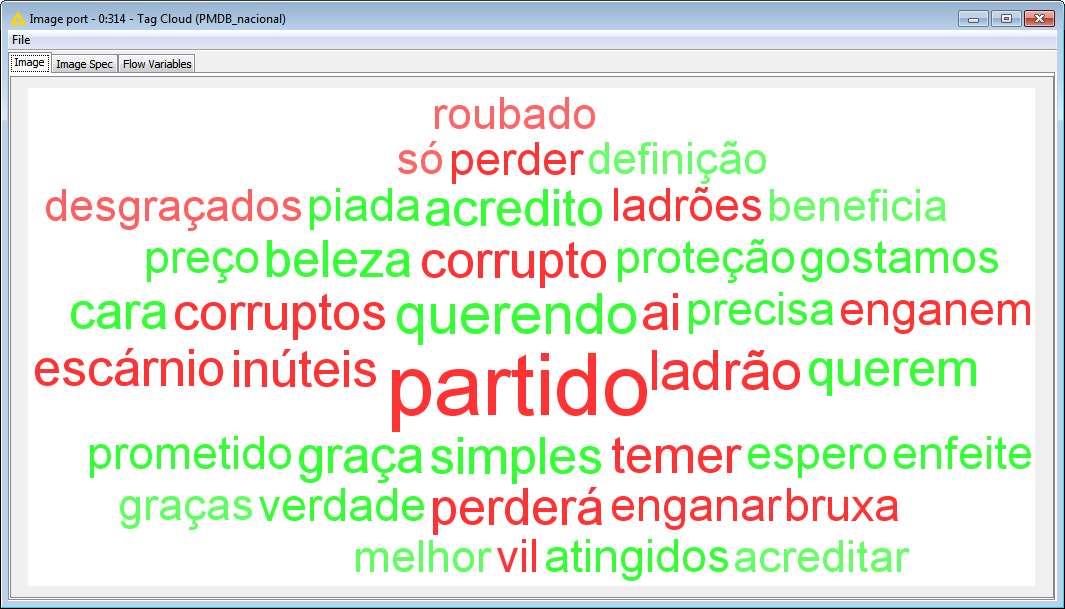 Image port - 0:314 - Tag Cloud (PMDB_nacional)
File
Image Image Spec Flow Variables
roubado
só perder definição
desgraçados piada acredito ladrões beneficia
preço beleza corrupto proteção gostamos
cara corruptos querendo ai precisa enganem
escárnio inúteis partido ladrão querem
prometido graça simples temer espero enfeite
graças verdade perderá enganar bruxa
melhor vil atingidos acreditar